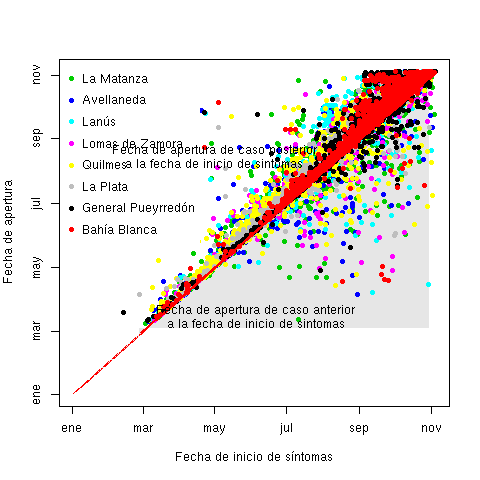 La Matanza
Avellaneda
Lanús
Lomas de Zamora
Fecha de apertura de caso posterior
Quilmes
a la fecha de inicio de sintomas
La Plata
General Pueyrredón
Bahía Blanca
Fecha de apertura de caso anterior
a la fecha de inicio de sintomas
Fecha de apertura
ene
mar
may
jul
sep
nov
ene
mar
may
jul
sep
nov
Fecha de inicio de síntomas